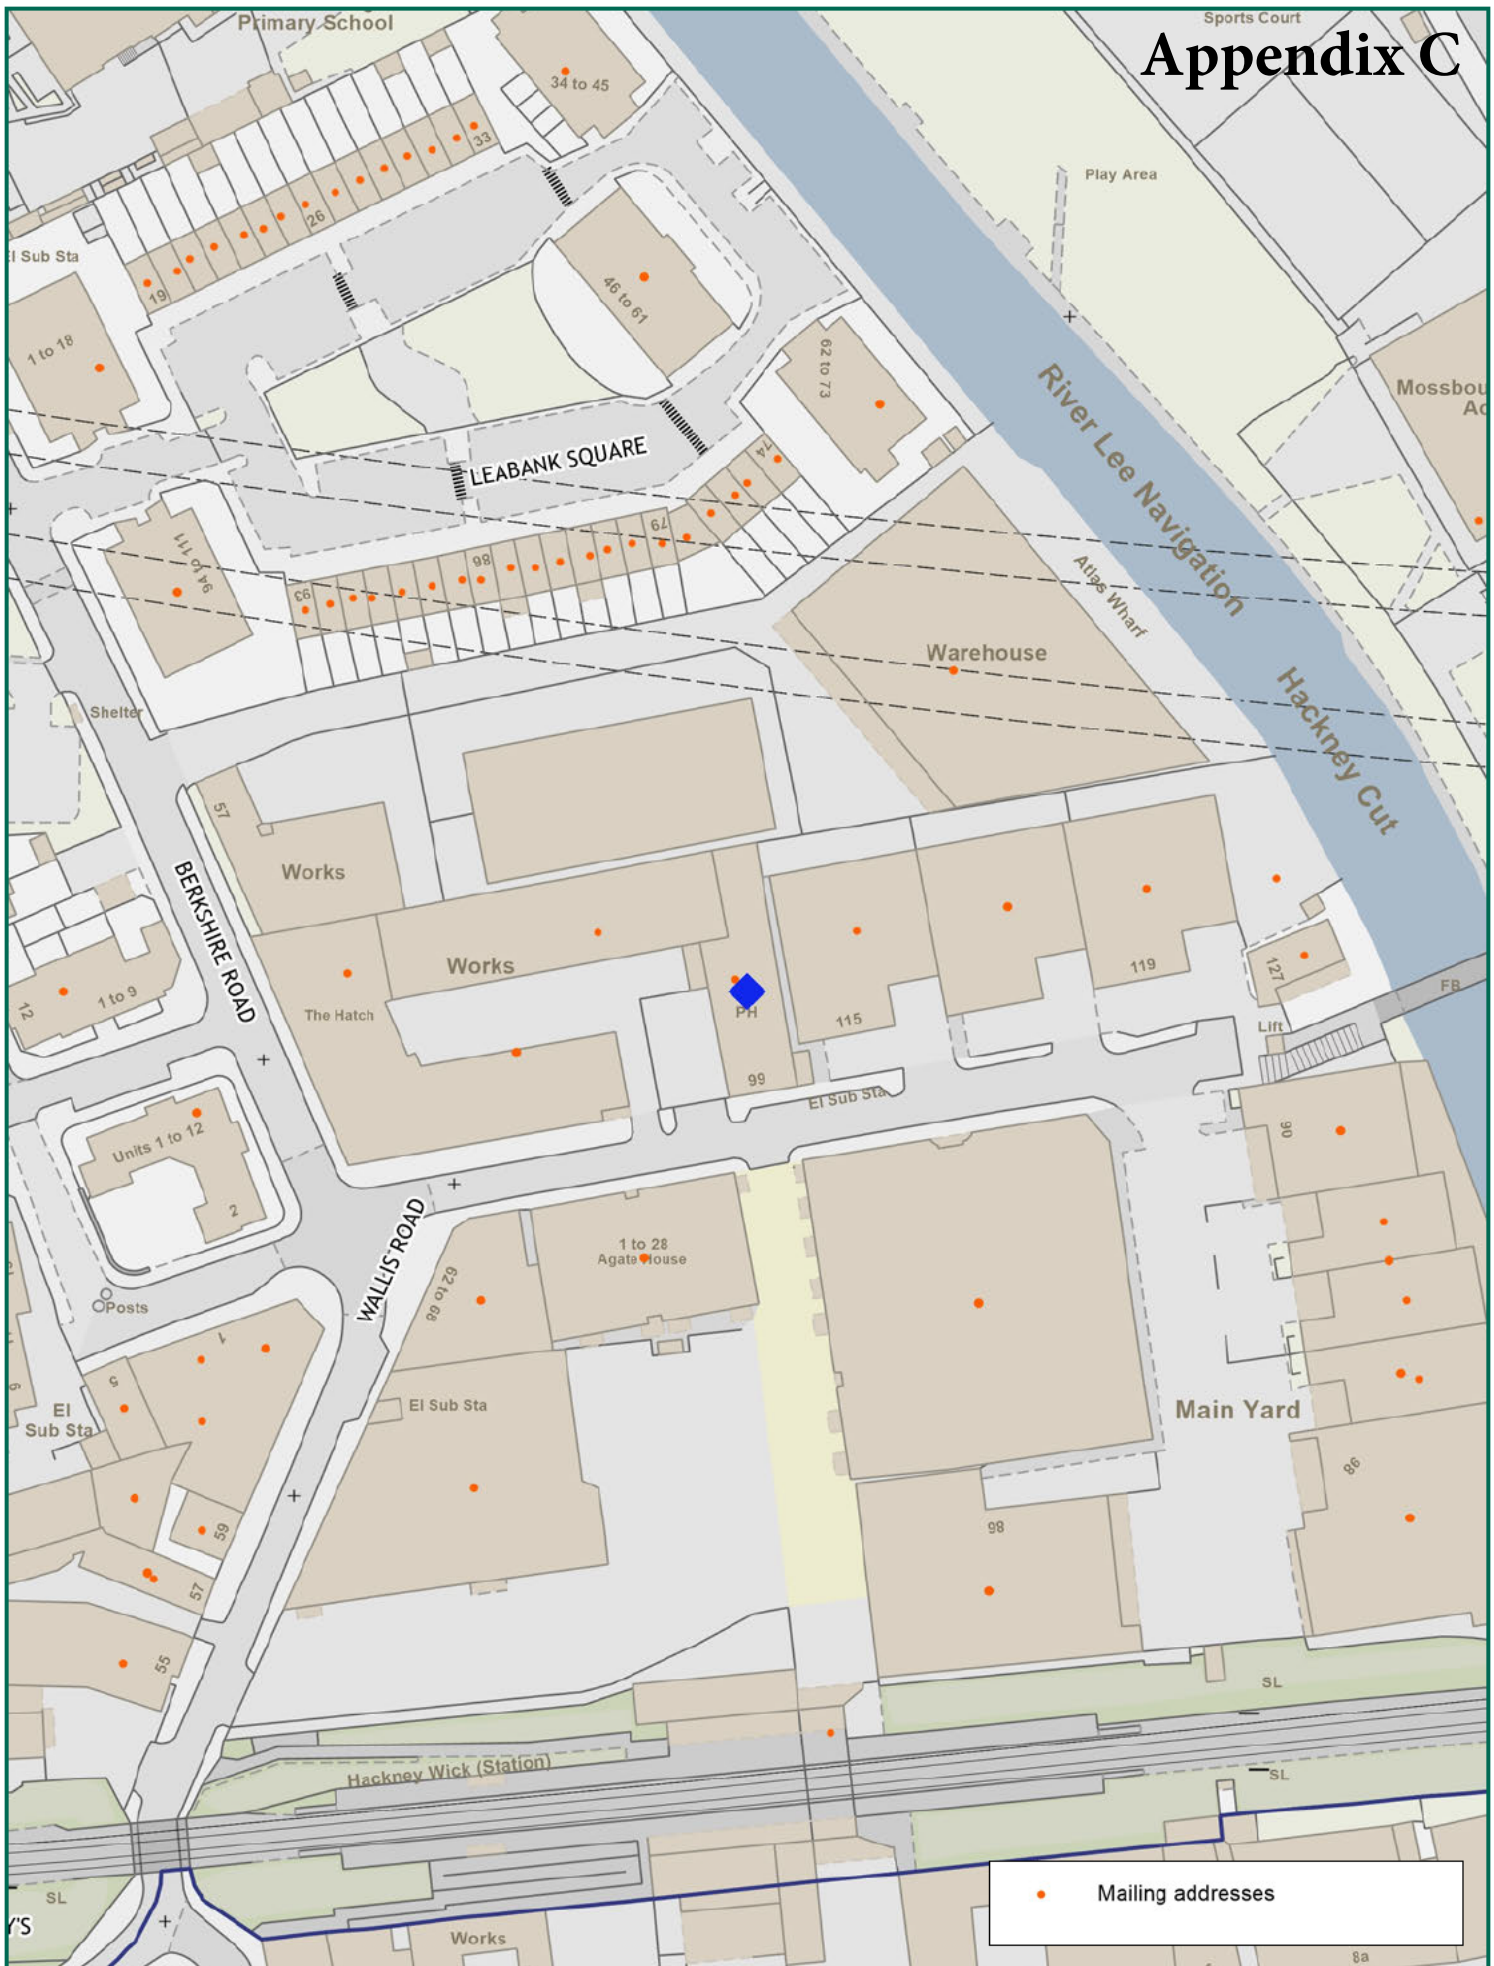 Primary School
Sports Court
Appendix C
34 to 45
33
Play Area
26
El Sub Sta
19
46 to 61
1 to 18
62 to 73
River Lee Navigation
Mossbou
Ac
74
LEABANK SQUARE
79
86
94 to 111
93
Atlas Wharf
Warehouse
Hackney Cut
Shelter
57
Works
BERKSHIRE ROAD
Works
The Hatch
12
1 to 9
PH
99
115
119
127
FB
Lift
El Sub Sta
90
Units 1 to 12
2
WALLIS ROAD
1 to 28
Agate House
62 to 68
Posts
1
5
El
Sub Sta
El Sub Sta
Main Yard
98
86
59
57
55
SL
Hackney Wick (Station)
SL
SL
Mailing addresses
Y'S
Works
8a